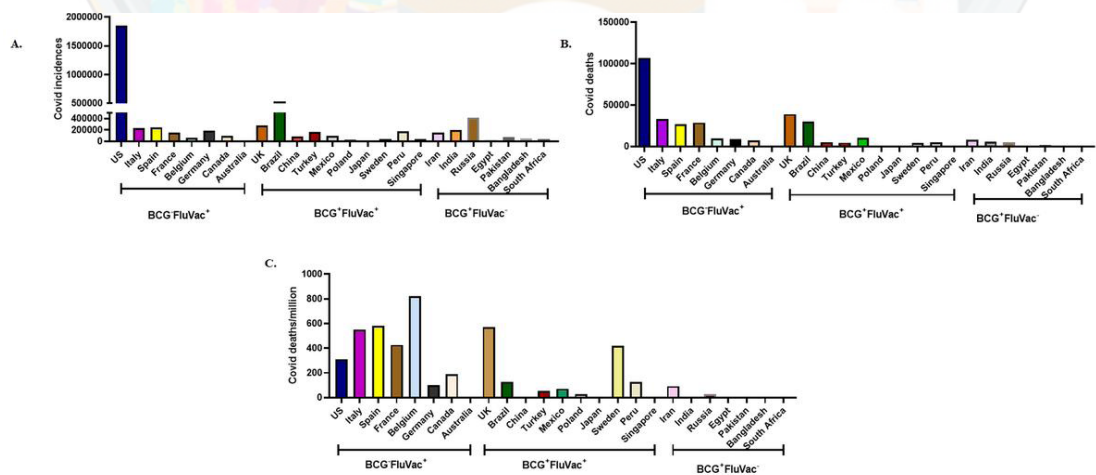 A.
Covid incidences
2000000
1500000
1000000
500000
400000
200000
0
US
Italy
Spain
France
Belgium
Germany
Canada
Australia
UK
Brazil
China
Turkey
Mexico
Poland
Japan
Sweden
Peru
Singapore
Iran
India
Russia
Egypt
Pakistan
Bangladesh
South Africa
BCG⁻FluVac⁺
BCG⁺FluVac⁺
BCG⁺FluVac⁻
B.
Covid deaths
150000
100000
50000
0
US
Italy
Spain
France
Belgium
Germany
Canada
Australia
UK
Brazil
China
Turkey
Mexico
Poland
Japan
Sweden
Peru
Singapore
Iran
India
Russia
Egypt
Pakistan
Bangladesh
South Africa
BCG⁻FluVac⁺
BCG⁺FluVac⁺
BCG⁺FluVac⁻
C.
Covid deaths/million
1000
800
600
400
200
0
US
Italy
Spain
France
Belgium
Germany
Canada
Australia
UK
Brazil
China
Turkey
Mexico
Poland
Japan
Sweden
Peru
Singapore
Iran
India
Russia
Egypt
Pakistan
Bangladesh
South Africa
BCG⁻FluVac⁺
BCG⁺FluVac⁺
BCG⁺FluVac⁻